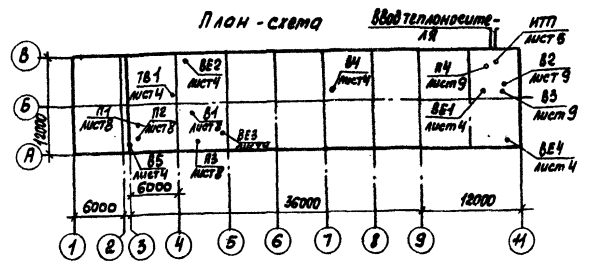 План - схема
Ввод теплоносите-
ля
ИТП
лист 6
В
ВЕ2
лист 4
В4
лист 4
П4
лист 9
В2
лист 9
ТВ1
лист 4
Б
П1
лист 8
П2
лист 8
В1
лист 4
ВЕ3
лист 4
ВЕ1
лист 4
В3
лист 9
12000
А
В5
лист 4
П3
лист 8
ВЕ4
лист 4
6000
6000
36000
12000
1
2
3
4
5
6
7
8
9
11